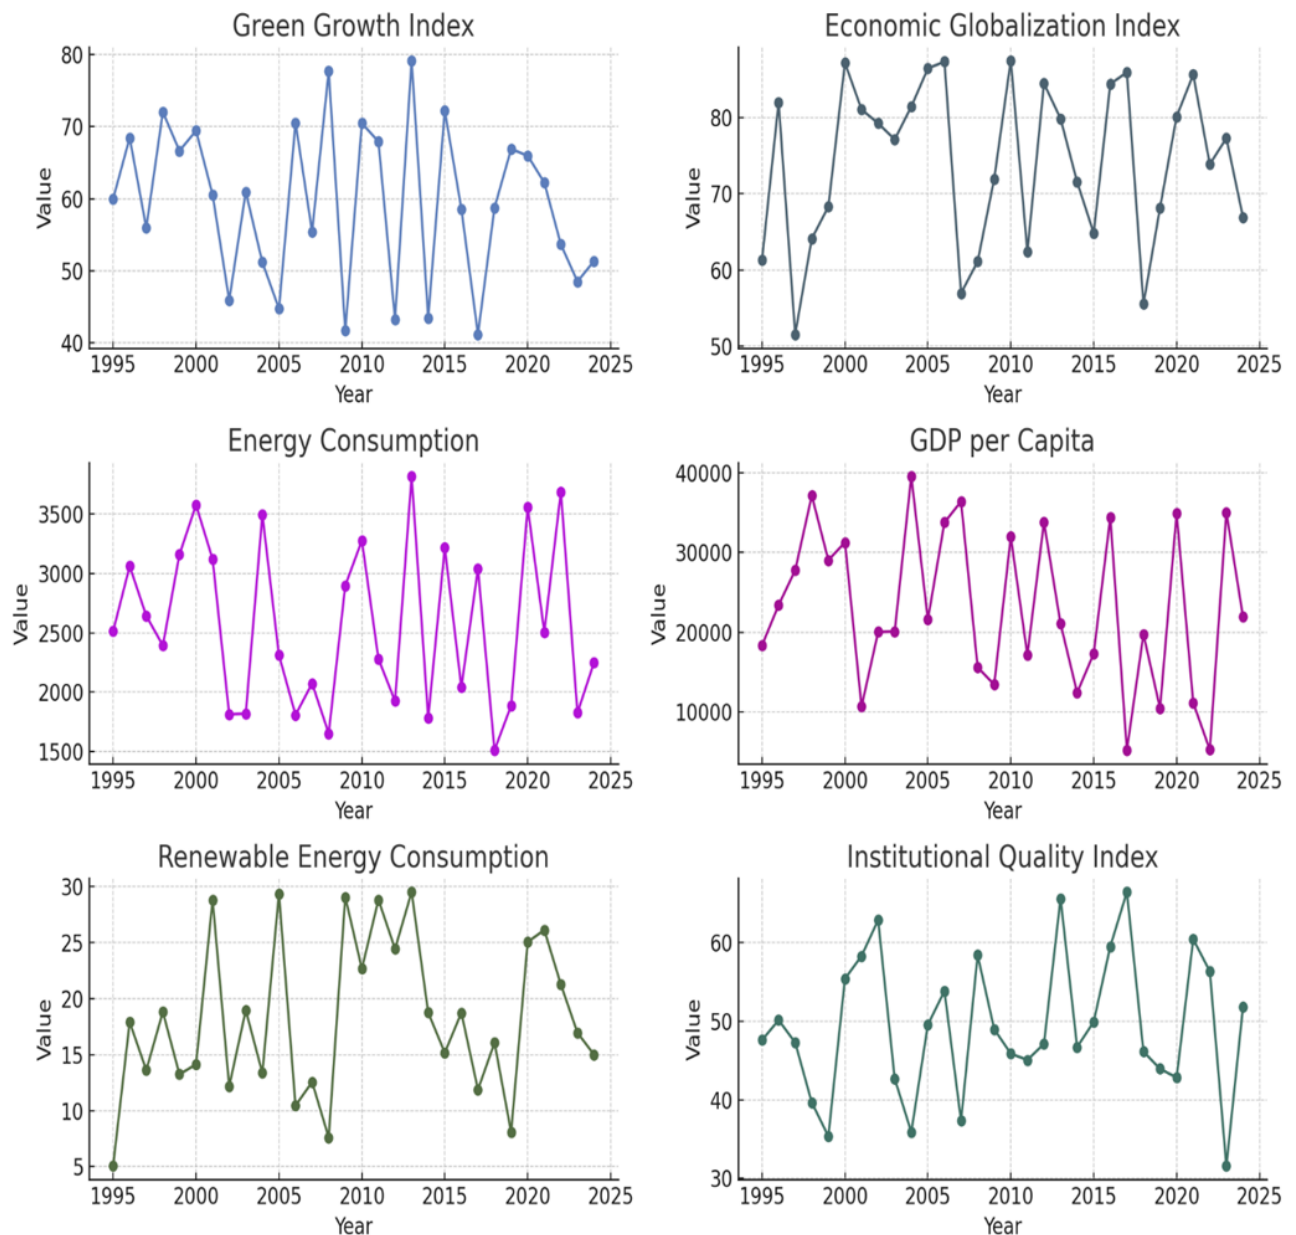 Green Growth Index
80
70
60
50
40
Value
1995 2000 2005 2010 2015 2020 2025
Year
Economic Globalization Index
80
70
60
50
Value
1995 2000 2005 2010 2015 2020 2025
Year
Energy Consumption
3500
3000
2500
2000
1500
Value
1995 2000 2005 2010 2015 2020 2025
Year
GDP per Capita
40000
30000
20000
10000
Value
1995 2000 2005 2010 2015 2020 2025
Year
Renewable Energy Consumption
30
25
20
15
10
5
Value
1995 2000 2005 2010 2015 2020 2025
Year
Institutional Quality Index
60
50
40
30
Value
1995 2000 2005 2010 2015 2020 2025
Year